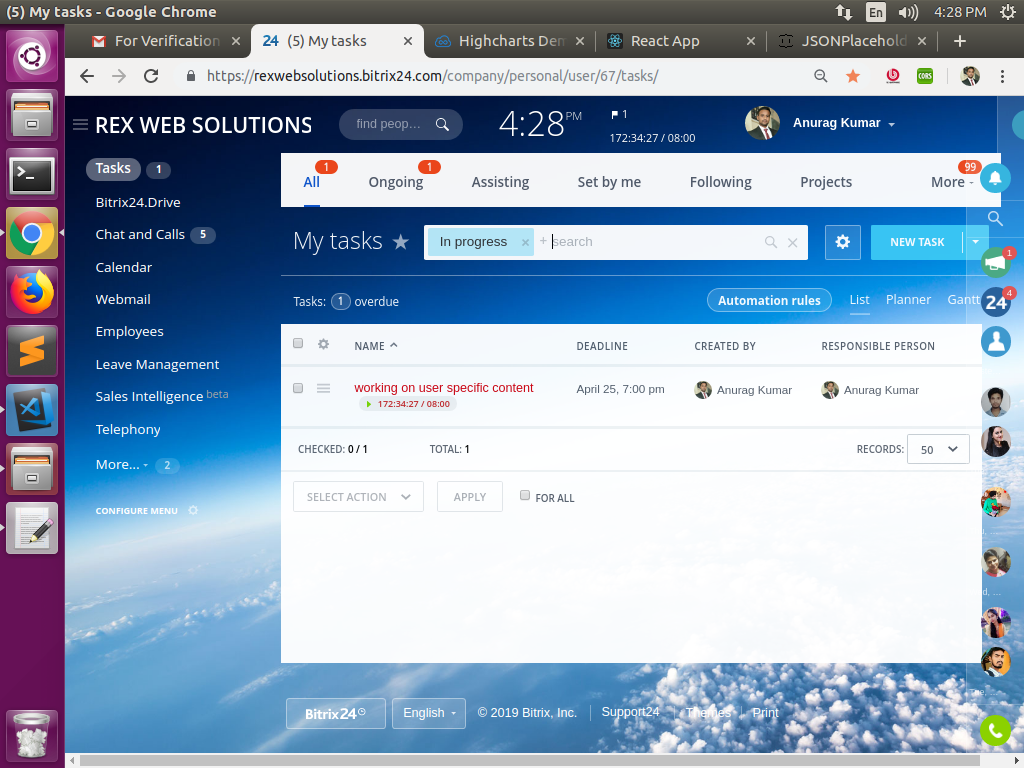 (5) My tasks - Google Chrome
En
4:28 PM
For Verification
24 (5) My tasks
Highcharts Dem
React App
JSONPlacehold
https://rexwebsolutions.bitrix24.com/company/personal/user/67/tasks/
CORS
REX WEB SOLUTIONS
find peop…
4:28 PM
1
172:34:27 / 08:00
Anurag Kumar
Tasks 1
Bitrix24.Drive
Chat and Calls 5
Calendar
Webmail
Employees
Leave Management
Sales Intelligence beta
Telephony
More... 2
CONFIGURE MENU
All 1
Ongoing 1
Assisting
Set by me
Following
Projects
More 99
My tasks
In progress
+ search
NEW TASK
Tasks: 1 overdue
Automation rules
List
Planner
Gantt
1
24
4
NAME
DEADLINE
CREATED BY
RESPONSIBLE PERSON
working on user specific content
172:34:27 / 08:00
April 25, 7:00 pm
Anurag Kumar
Anurag Kumar
CHECKED: 0 / 1
TOTAL: 1
RECORDS: 50
SELECT ACTION
APPLY
FOR ALL
Bitrix24
English
© 2019 Bitrix, Inc.
Support24
Themes
Print